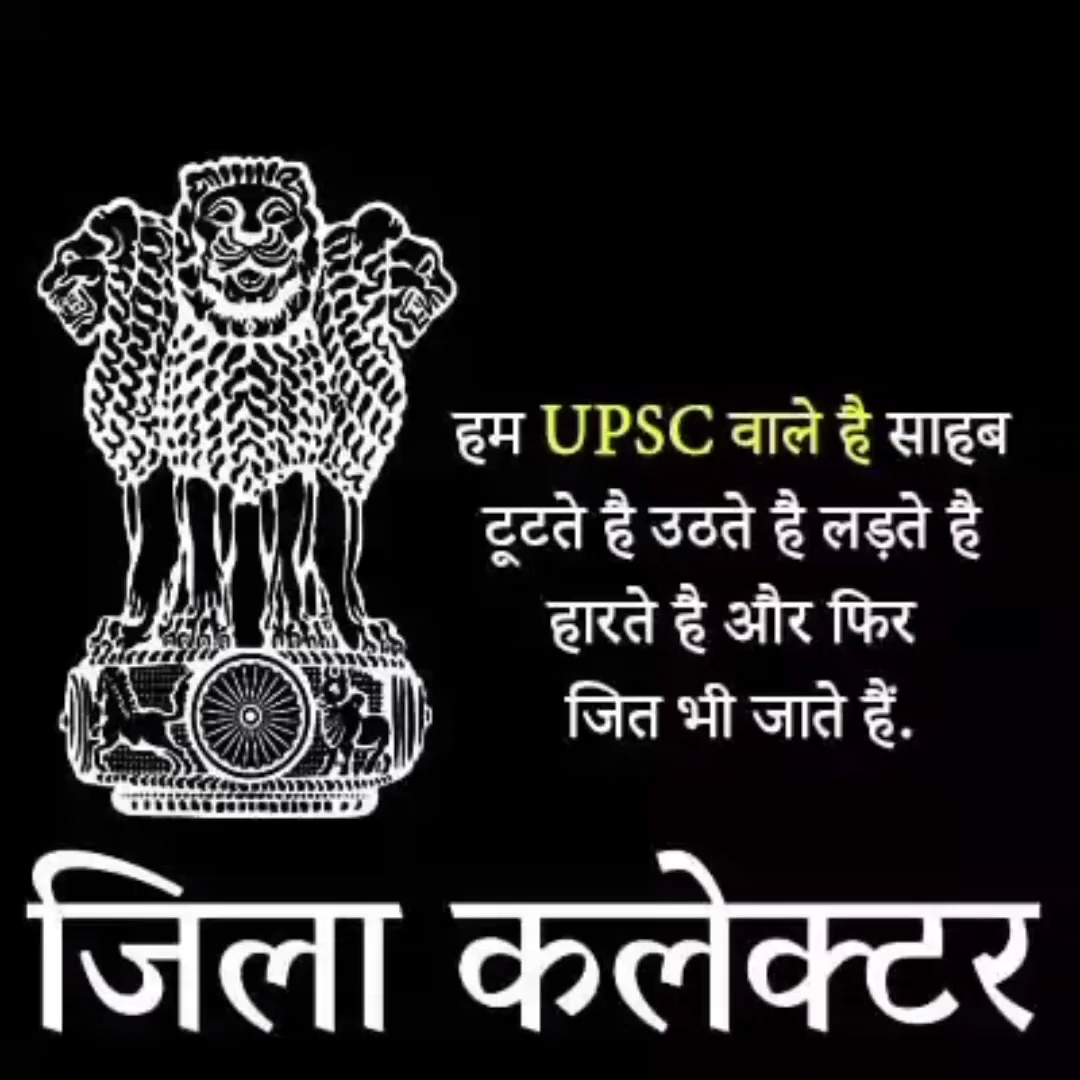 हम UPSC वाले है साहब
टूटते है उठते है लड़ते है
हारते है और फिर
जित भी जाते हैं.
जिला कलेक्टर